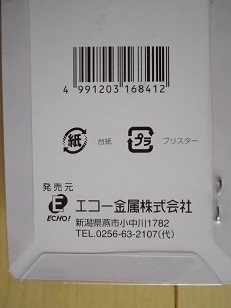 4 991203 168412
紙 台紙 プラ ブリスター
発売元
E ECHO! エコー金属株式会社
新潟県燕市小中川1782
TEL.0256-63-2107(代)